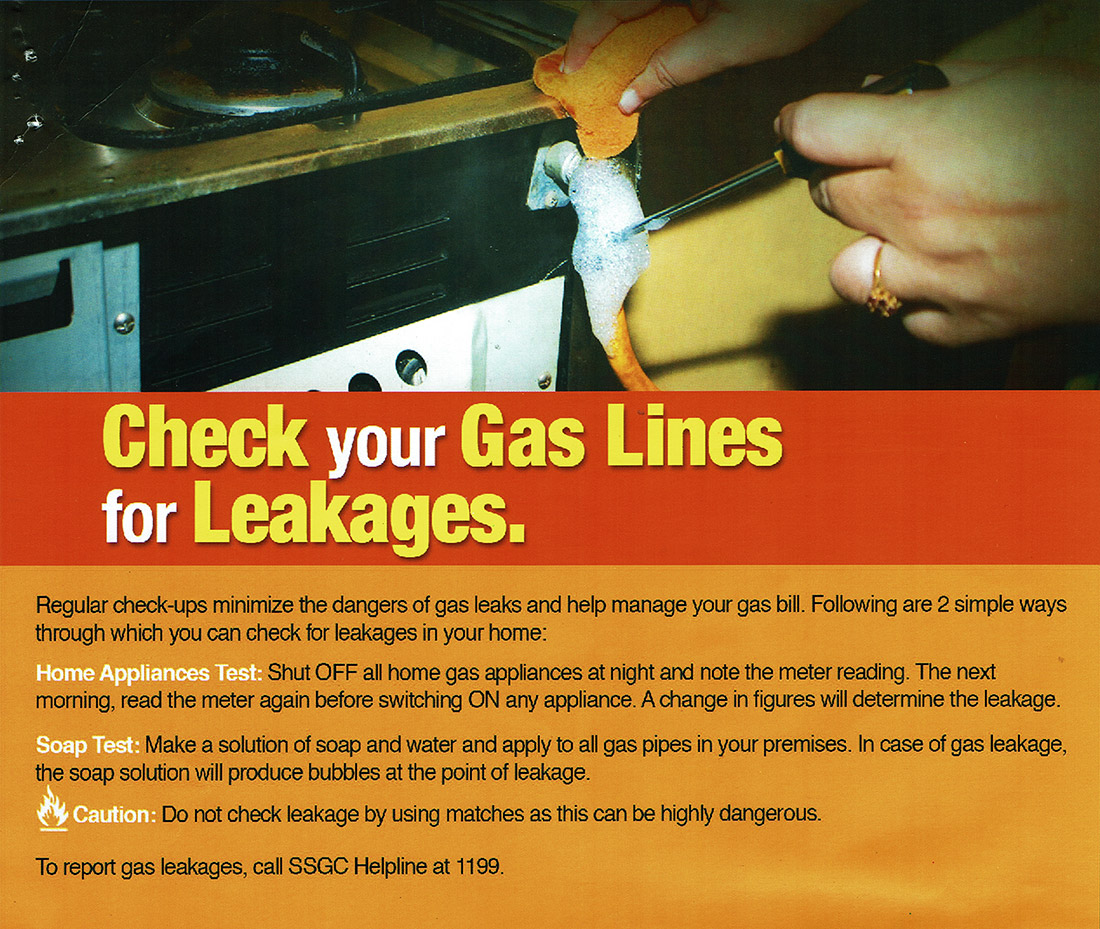 Check your Gas Lines
for Leakages.
Regular check-ups minimize the dangers of gas leaks and help manage your gas bill. Following are 2 simple ways
through which you can check for leakages in your home:
Home Appliances Test: Shut OFF all home gas appliances at night and note the meter reading. The next
morning, read the meter again before switching ON any appliance. A change in figures will determine the leakage.
Soap Test: Make a solution of soap and water and apply to all gas pipes in your premises. In case of gas leakage,
the soap solution will produce bubbles at the point of leakage.
Caution: Do not check leakage by using matches as this can be highly dangerous.
To report gas leakages, call SSGC Helpline at 1199.